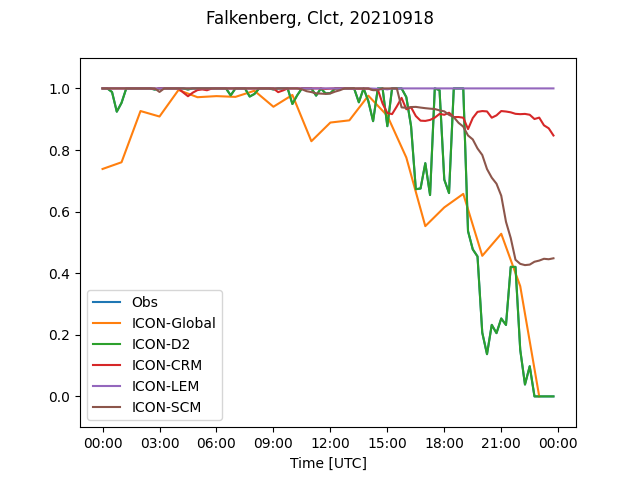 Falkenberg, Clct, 20210918
1.0
0.8
0.6
0.4
0.2
0.0
Obs
ICON-Global
ICON-D2
ICON-CRM
ICON-LEM
ICON-SCM
00:00 03:00 06:00 09:00 12:00 15:00 18:00 21:00 00:00
Time [UTC]